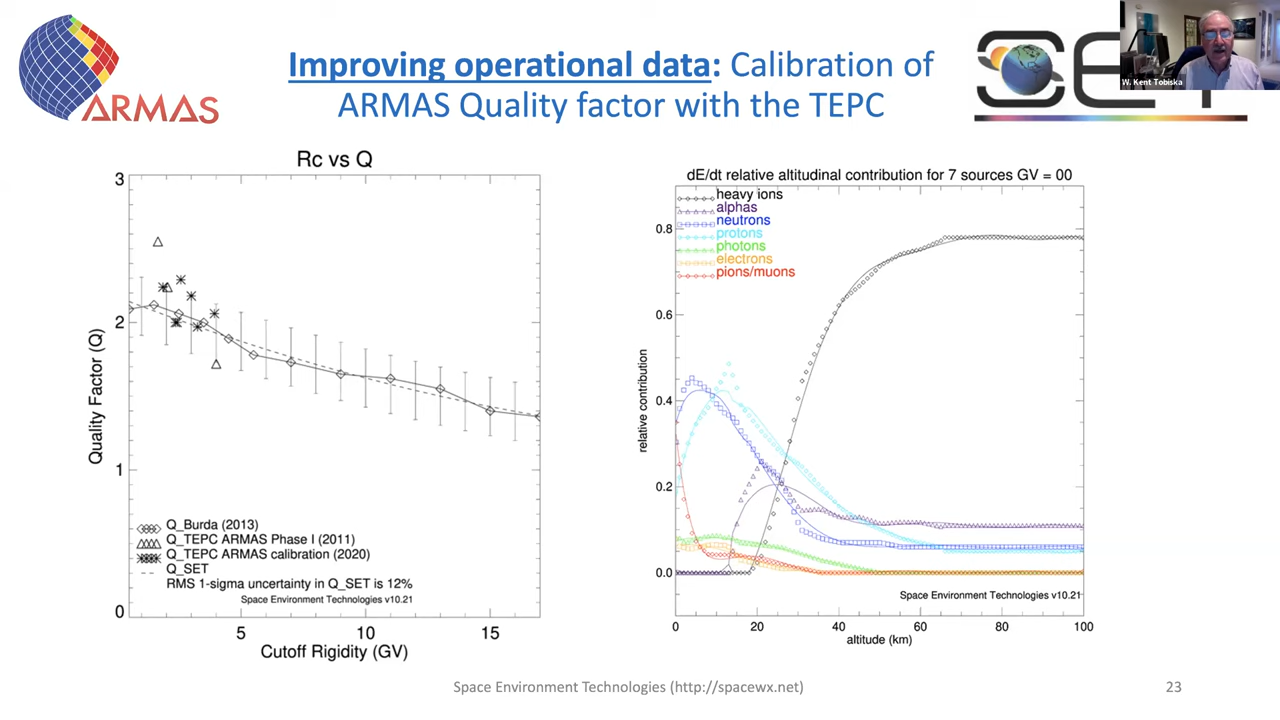 ARMAS
Improving operational data: Calibration of
ARMAS Quality factor with the TEPC
SET
W. Kent Tobiska
Rc vs Q
3
2
1
0
Quality Factor (Q)
Q_Burda (2013)
Q_TEPC ARMAS Phase I (2011)
Q_TEPC ARMAS calibration (2020)
Q_SET
RMS 1-sigma uncertainty in Q_SET is 12%
Space Environment Technologies v10.21
5 10 15
Cutoff Rigidity (GV)
dE/dt relative altitudinal contribution for 7 sources GV = 00
heavy ions
alphas
neutrons
protons
photons
electrons
pions/muons
0.8
0.6
0.4
0.2
0.0
relative contribution
Space Environment Technologies v10.21
0 20 40 60 80 100
altitude (km)
Space Environment Technologies (http://spacewx.net)
23